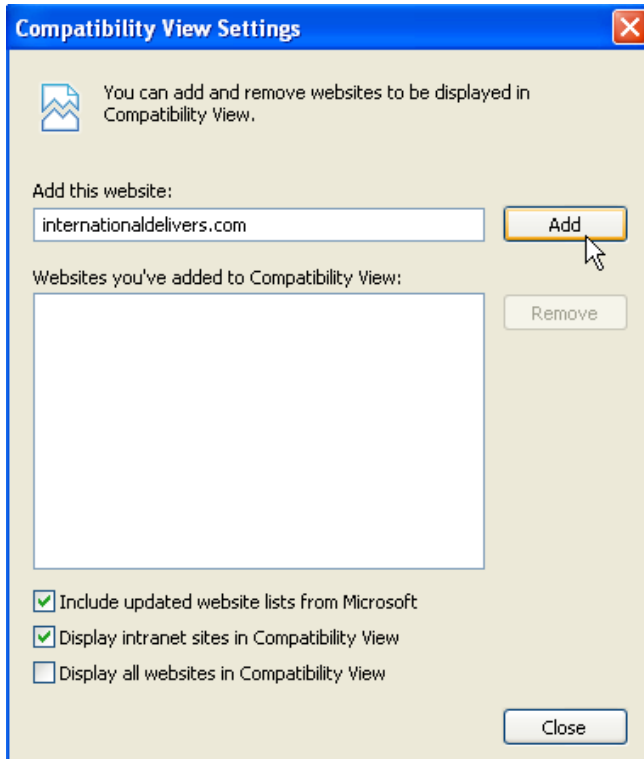 Compatibility View Settings
You can add and remove websites to be displayed in
Compatibility View.
Add this website:
internationaldelivers.com
Add
Websites you've added to Compatibility View:
Remove
Include updated website lists from Microsoft
Display intranet sites in Compatibility View
Display all websites in Compatibility View
Close